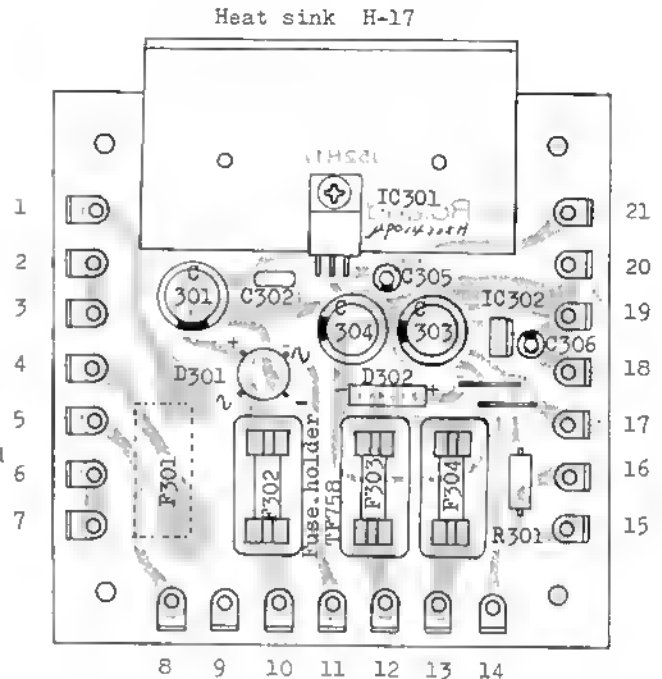 Heat sink H-17
IC301
1
21
2
20
C
301
C302
C305
IC302
3
19
C
304
C
303
C306
4
18
D301
+
∿
∿
-
D302
+
5
17
F301
F302
Fuse holder
TF758
F303
F304
6
16
7
R301
15
8 9 10 11 12 13 14